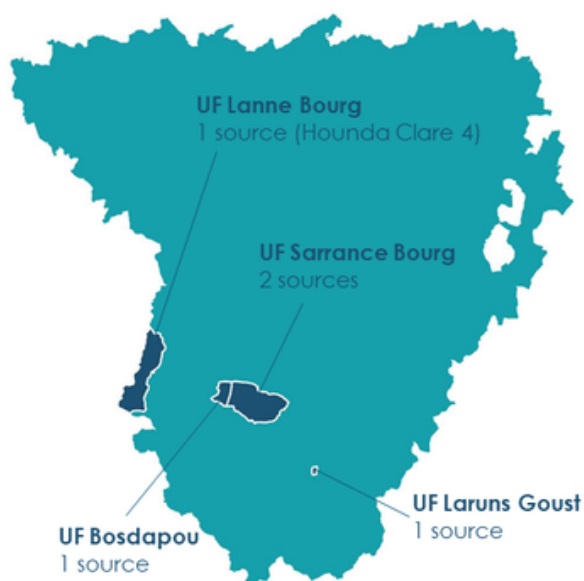 UF Lanne Bourg
1 source (Hounda Clare 4)
UF Sarrance Bourg
2 sources
UF Laruns Goust
1 source
UF Bosdapou
1 source